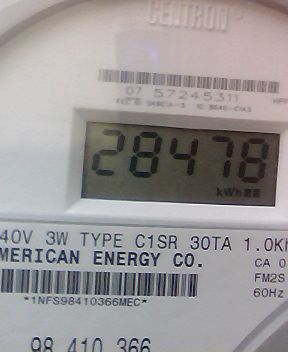 CENTRON®
07 57245311
28478
kWh
40V 3W TYPE C1SR 30TA 1.0Kh
MERICAN ENERGY CO.
CA 0
FM2S
60Hz
*1NFS98410366MEC*
98 410 366